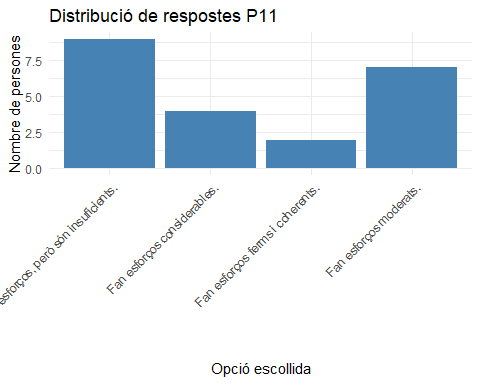 Distribució de respostes P11
Nombre de persones
7.5
5.0
2.5
0.0
esforços, però són insuficients.
Fan esforços considerables.
Fan esforços ferms i coherents.
Fan esforços moderats.
Opció escollida